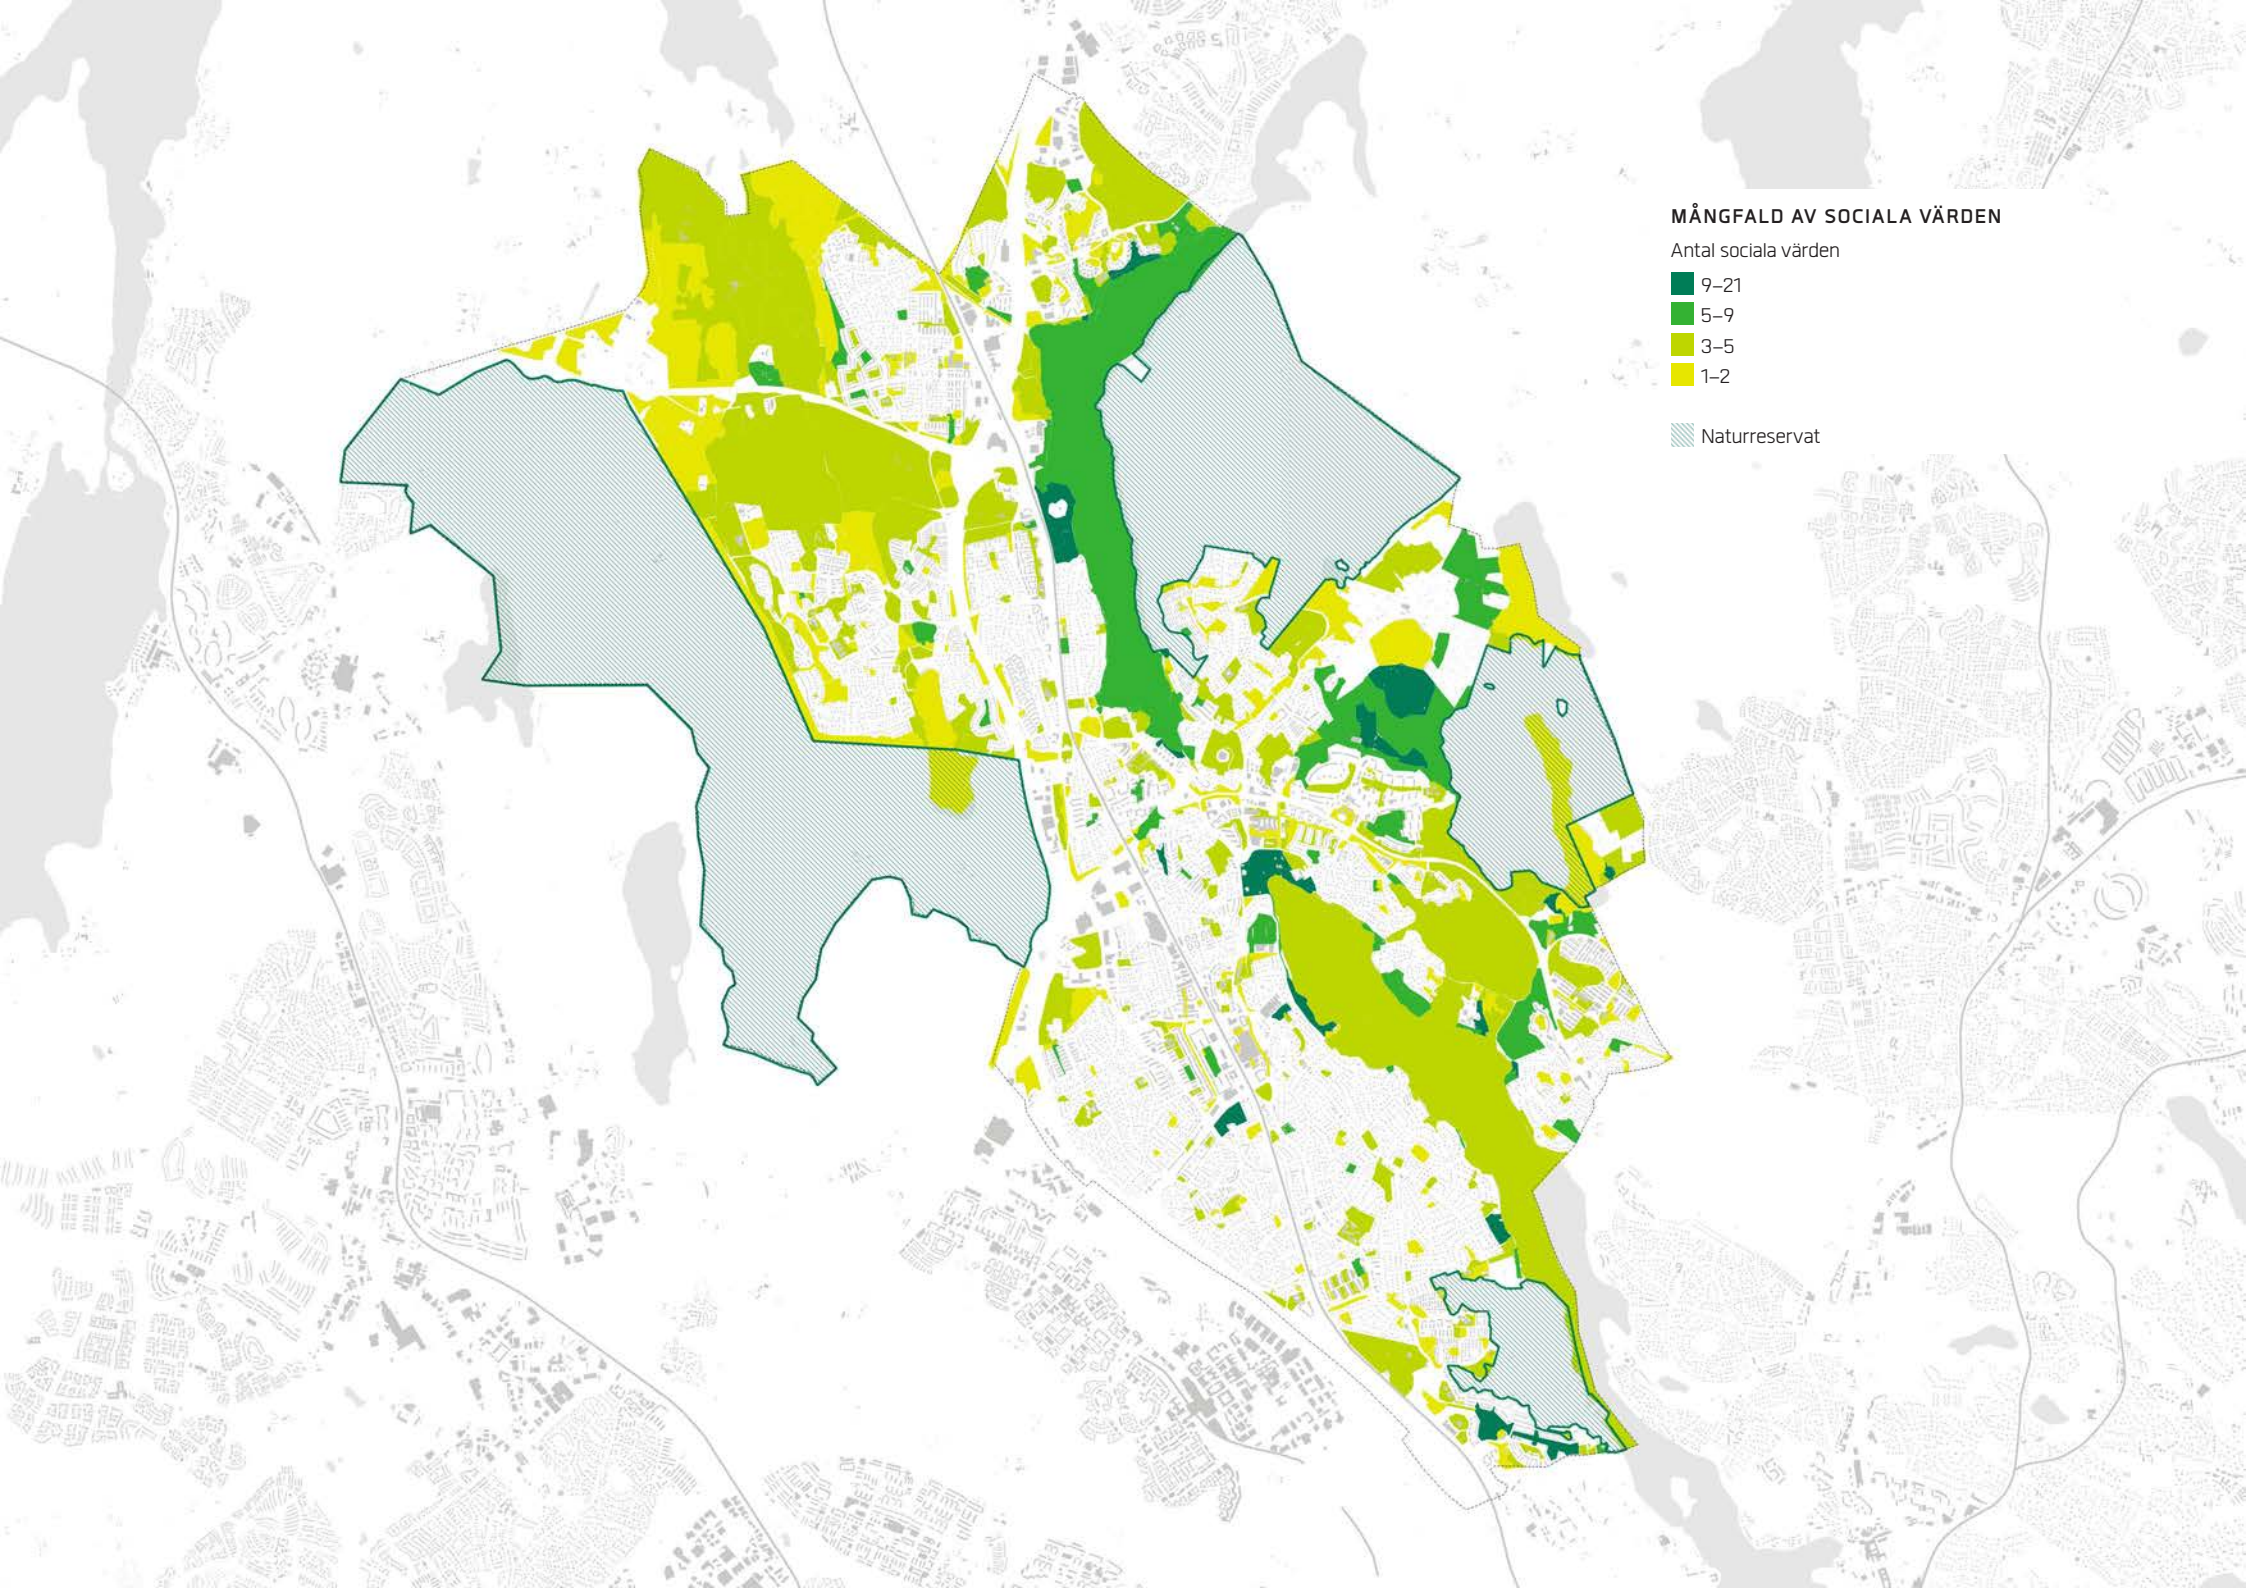 MÅNGFALD AV SOCIALA VÄRDEN
Antal sociala värden
9–21
5–9
3–5
1–2
Naturreservat